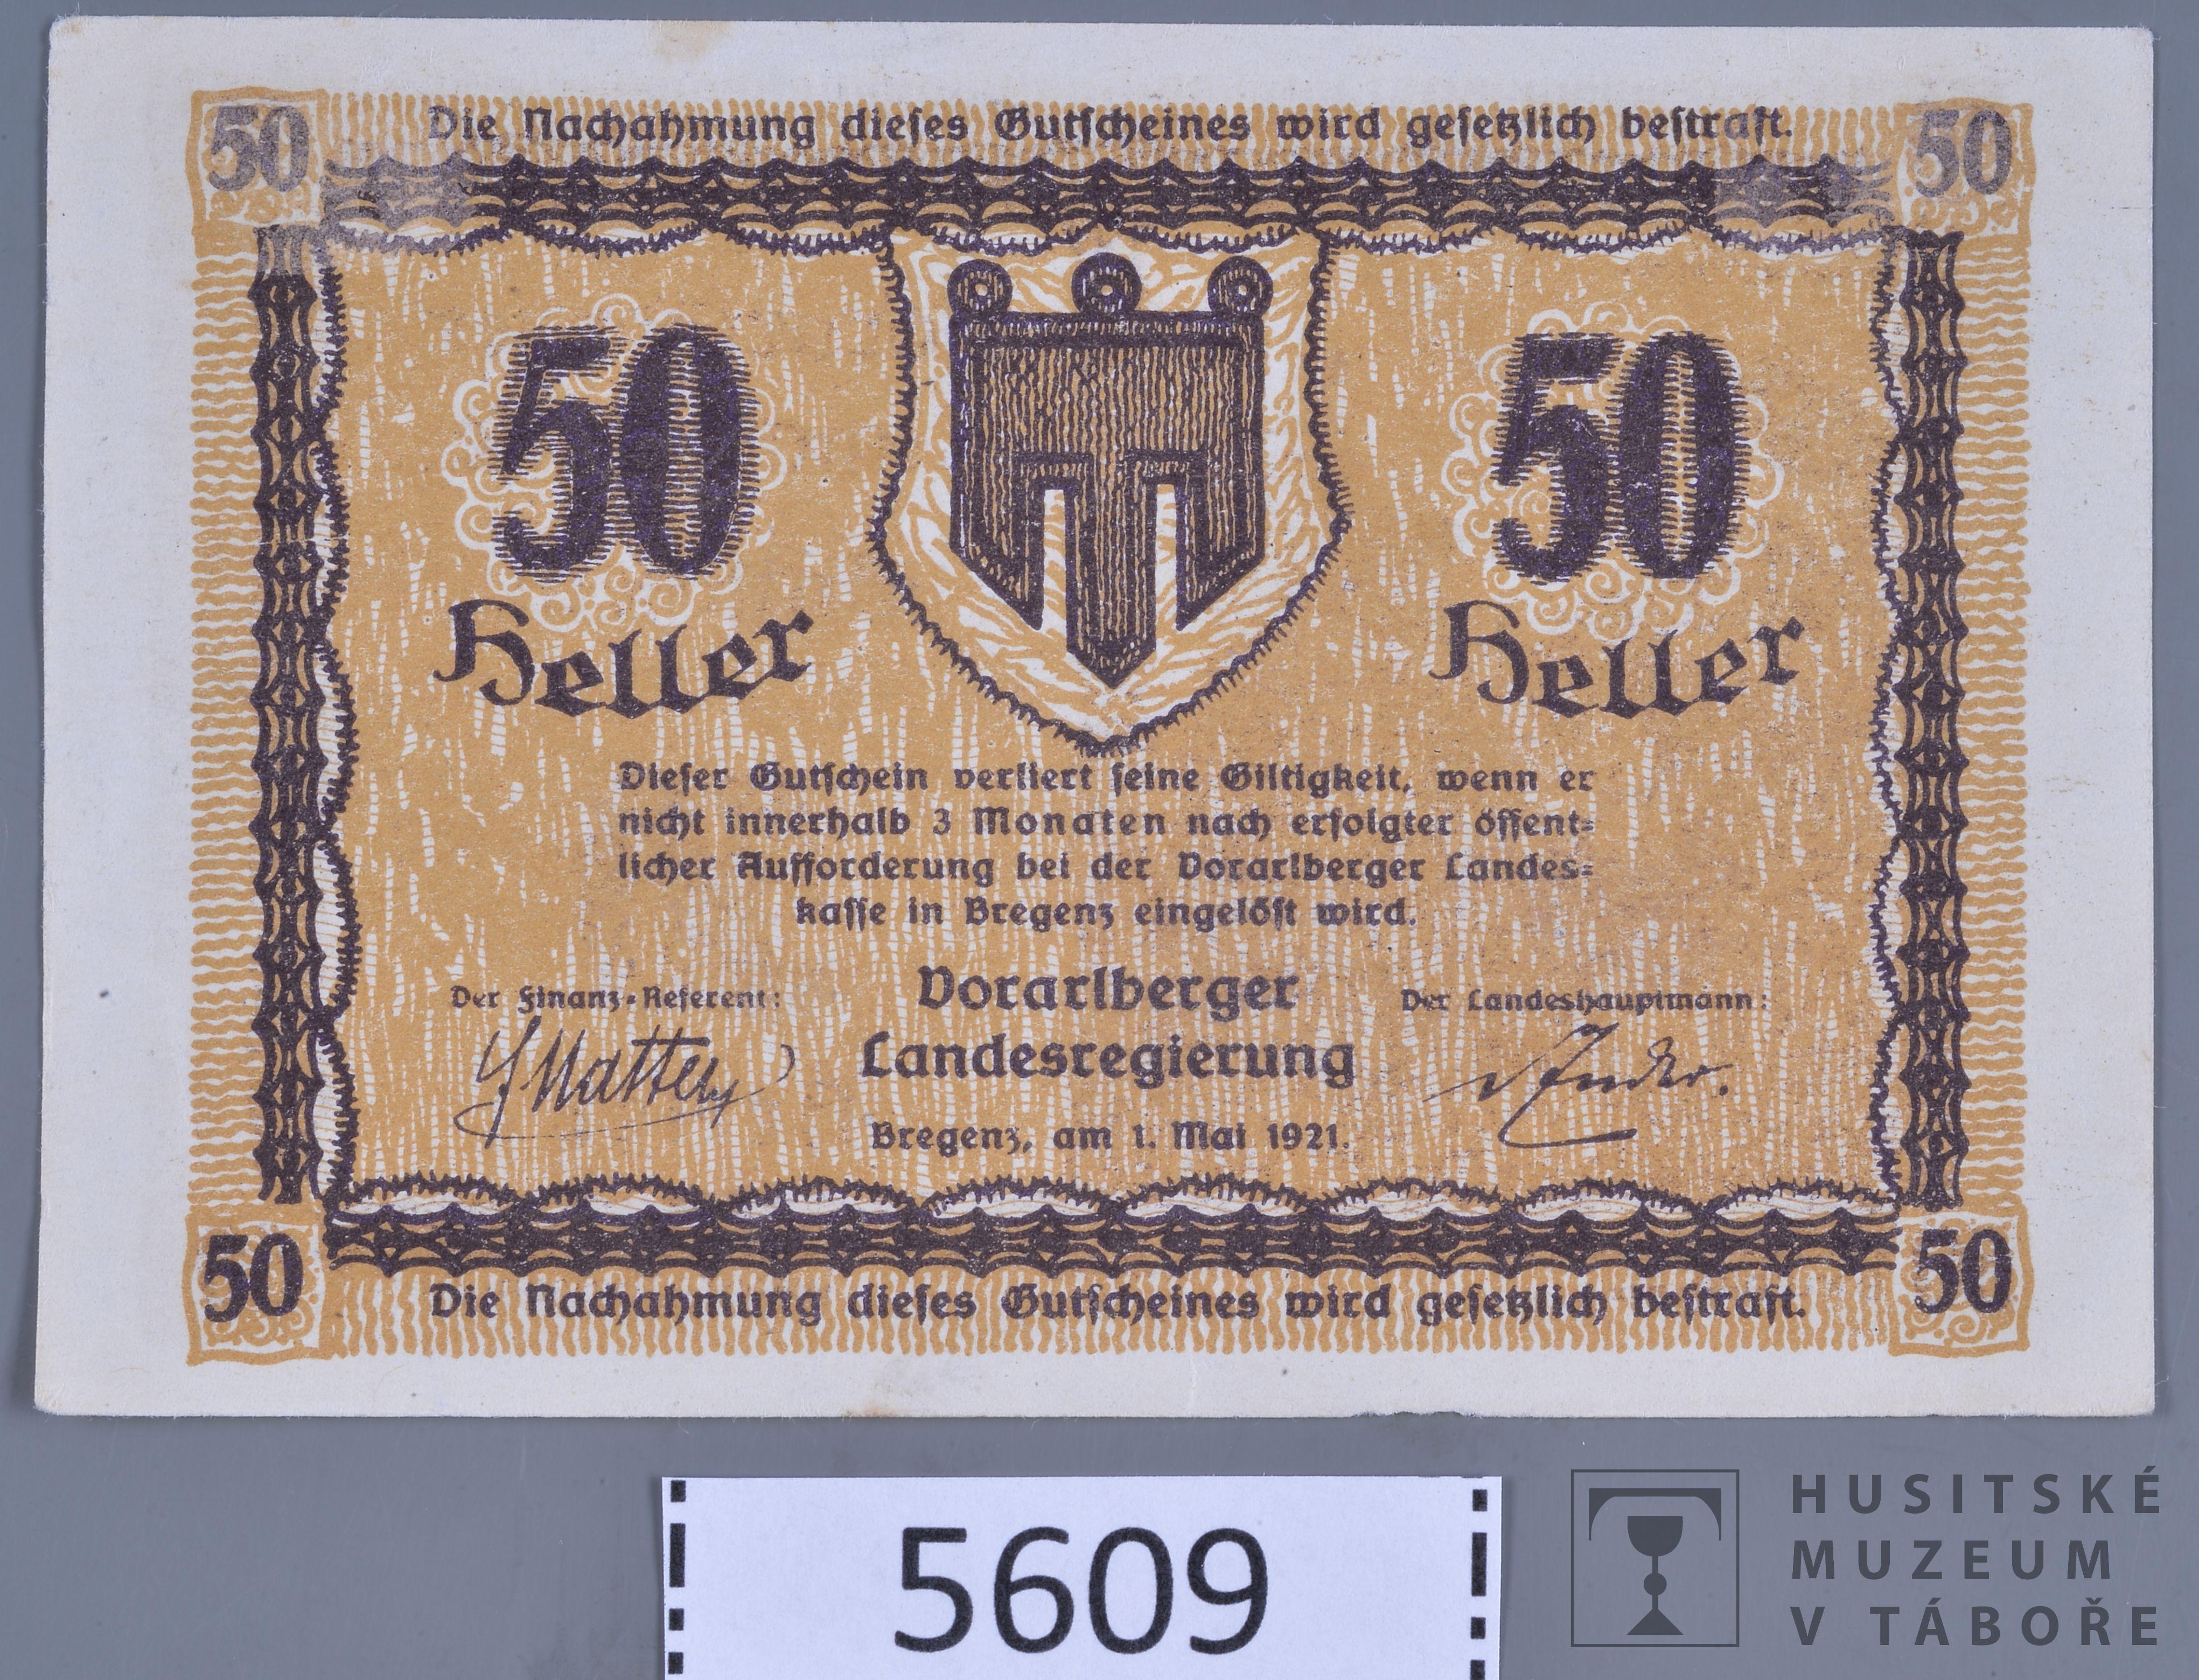 50 Die Nachahmung dieses Gutscheines wird gesetzlich bestraft. 50
50 50
Heller Heller
Dieser Gutschein verliert seine Giltigkeit, wenn er
nicht innerhalb 3 Monaten nach erfolgter öffent=
licher Aufforderung bei der Vorarlberger Landes=
kasse in Bregenz eingelöst wird.
Der Finanz-Referent: Vorarlberger Der Landeshauptmann:
Landesregierung
Bregenz, am 1. Mai 1921.
50 Die Nachahmung dieses Gutscheines wird gesetzlich bestraft. 50
5609
HUSITSKÉ
MUZEUM
V TÁBOŘE